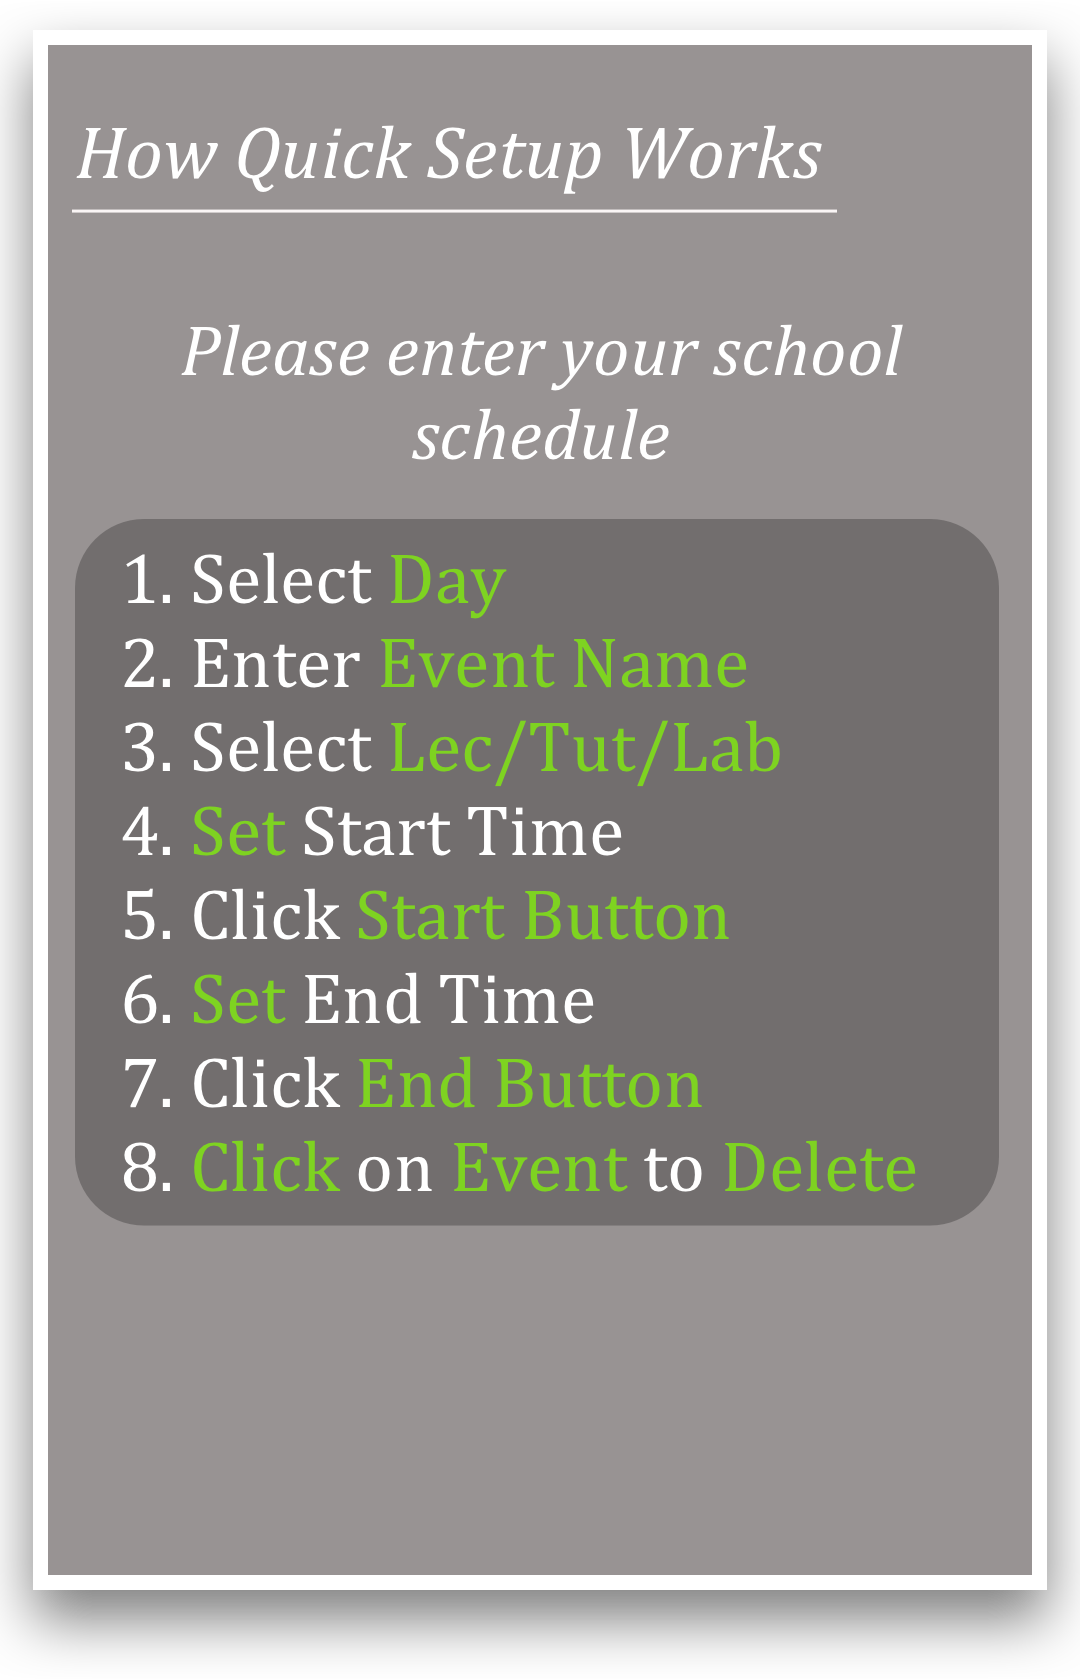 How Quick Setup Works
Please enter your school
schedule
1. Select Day
2. Enter Event Name
3. Select Lec/Tut/Lab
4. Set Start Time
5. Click Start Button
6. Set End Time
7. Click End Button
8. Click on Event to Delete